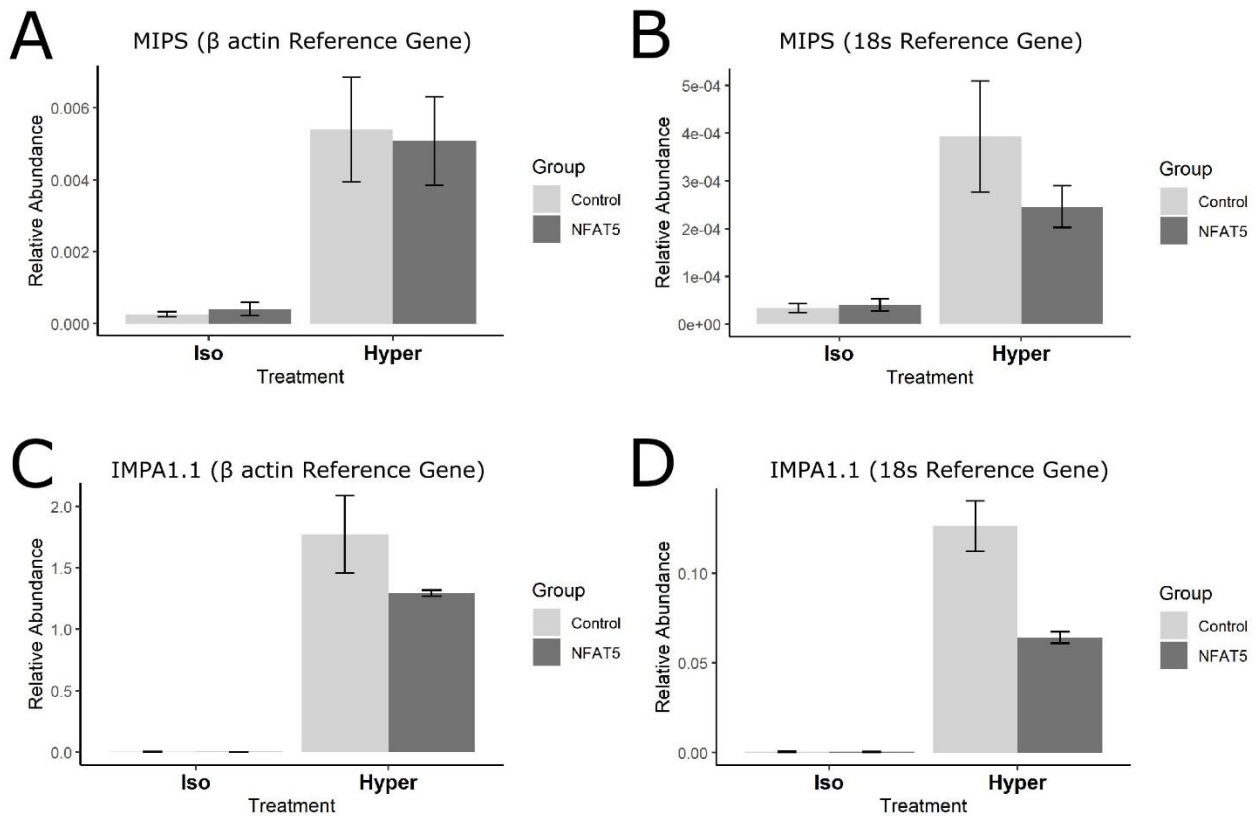 A
MIPS (β actin Reference Gene)
Relative Abundance
0.006
0.004
0.002
0.000
Iso
Hyper
Treatment
Group
Control
NFAT5
B
MIPS (18s Reference Gene)
Relative Abundance
5e-04
4e-04
3e-04
2e-04
0e+00
Iso
Hyper
Treatment
Group
Control
NFAT5
C
IMPA1.1 (β actin Reference Gene)
Relative Abundance
2.0
1.5
1.0
0.5
0.0
Iso
Hyper
Treatment
Group
Control
NFAT5
D
IMPA1.1 (18s Reference Gene)
Relative Abundance
0.10
0.05
0.00
Iso
Hyper
Treatment
Group
Control
NFAT5